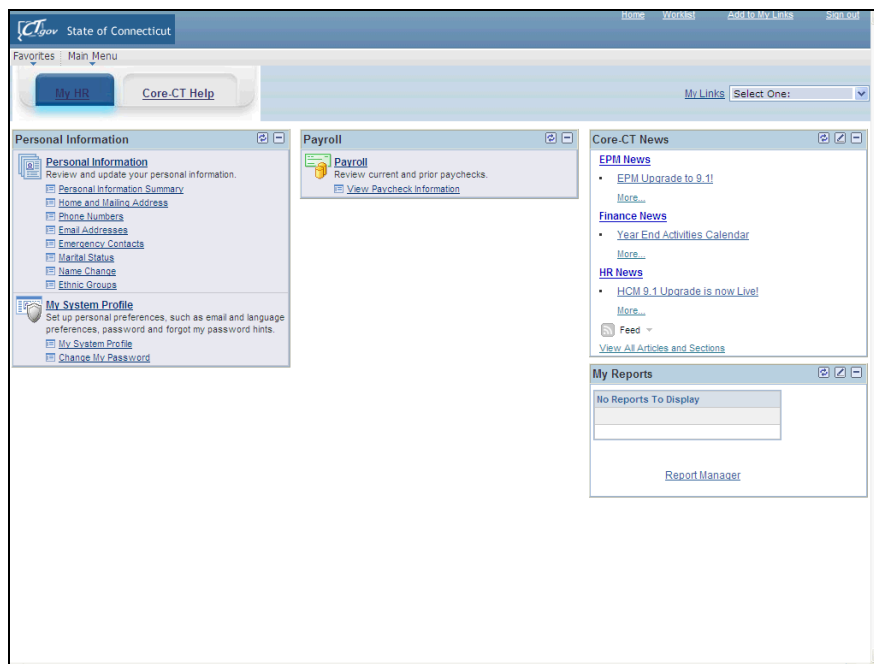 CTgov State of Connecticut
Home Worklist Add to My Links Sign out
Favorites Main Menu
My HR Core-CT Help
My Links Select One:
Personal Information
Personal Information
Review and update your personal information.
Personal Information Summary
Home and Mailing Address
Phone Numbers
Email Addresses
Emergency Contacts
Marital Status
Name Change
Ethnic Groups
My System Profile
Set up personal preferences, such as email and language
preferences, password and forgot my password hints.
My System Profile
Change My Password
Payroll
Payroll
Review current and prior paychecks.
View Paycheck Information
Core-CT News
EPM News
• EPM Upgrade to 9.1!
More...
Finance News
• Year End Activities Calendar
More...
HR News
• HCM 9.1 Upgrade is now Live!
More...
Feed
View All Articles and Sections
My Reports
No Reports To Display
Report Manager